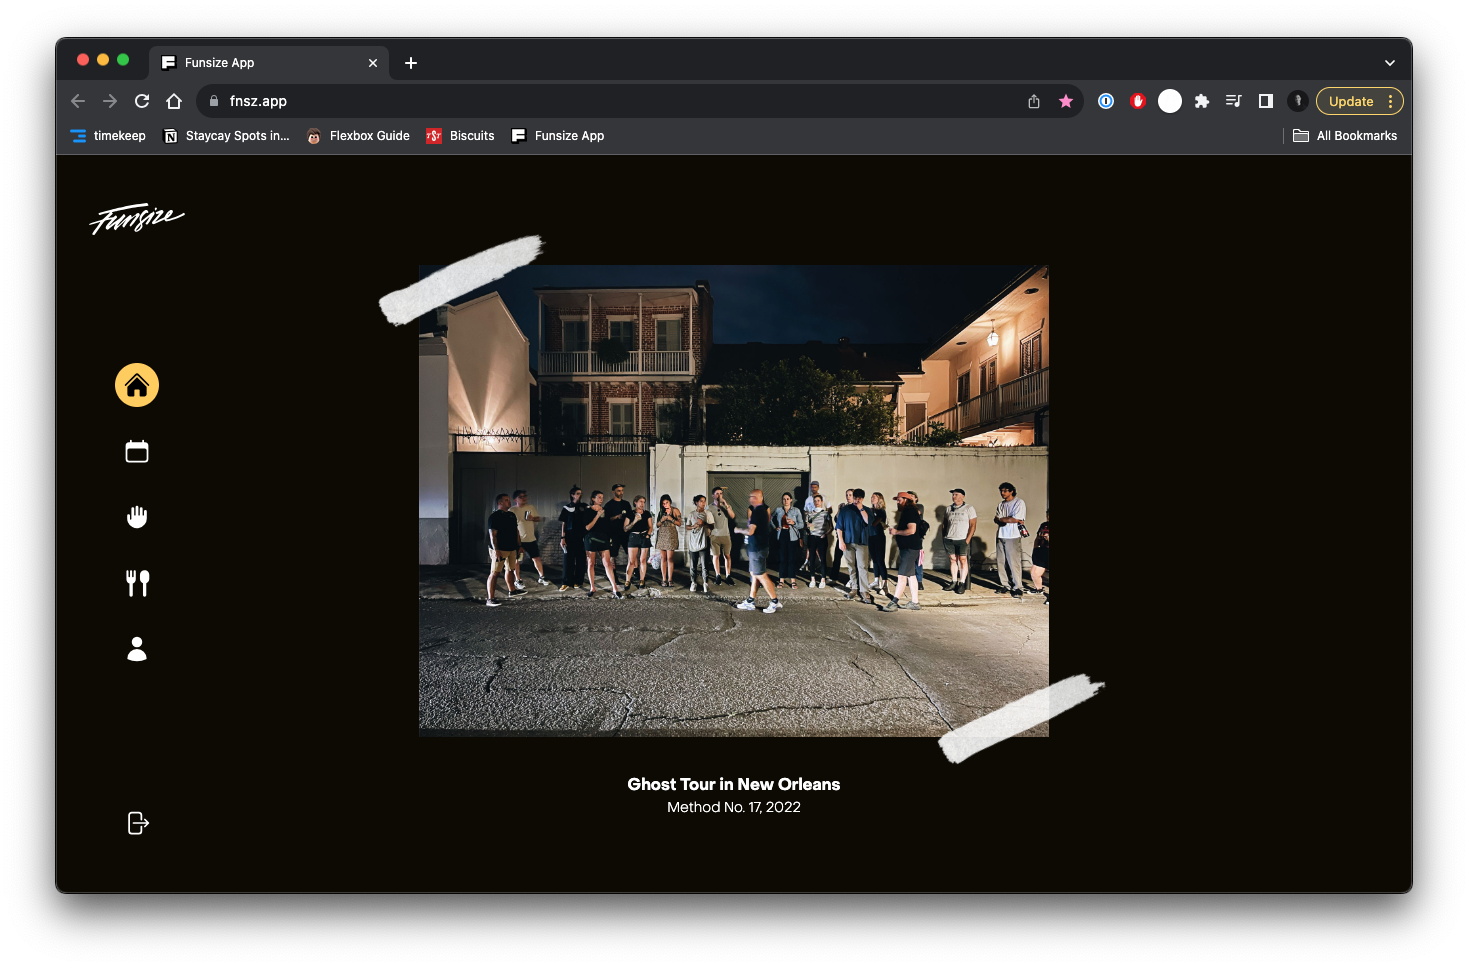 Funsize App
fnsz.app
Update
timekeep
Staycay Spots in...
Flexbox Guide
TST
Biscuits
Funsize App
All Bookmarks
Funsize
Ghost Tour in New Orleans
Method No. 17, 2022